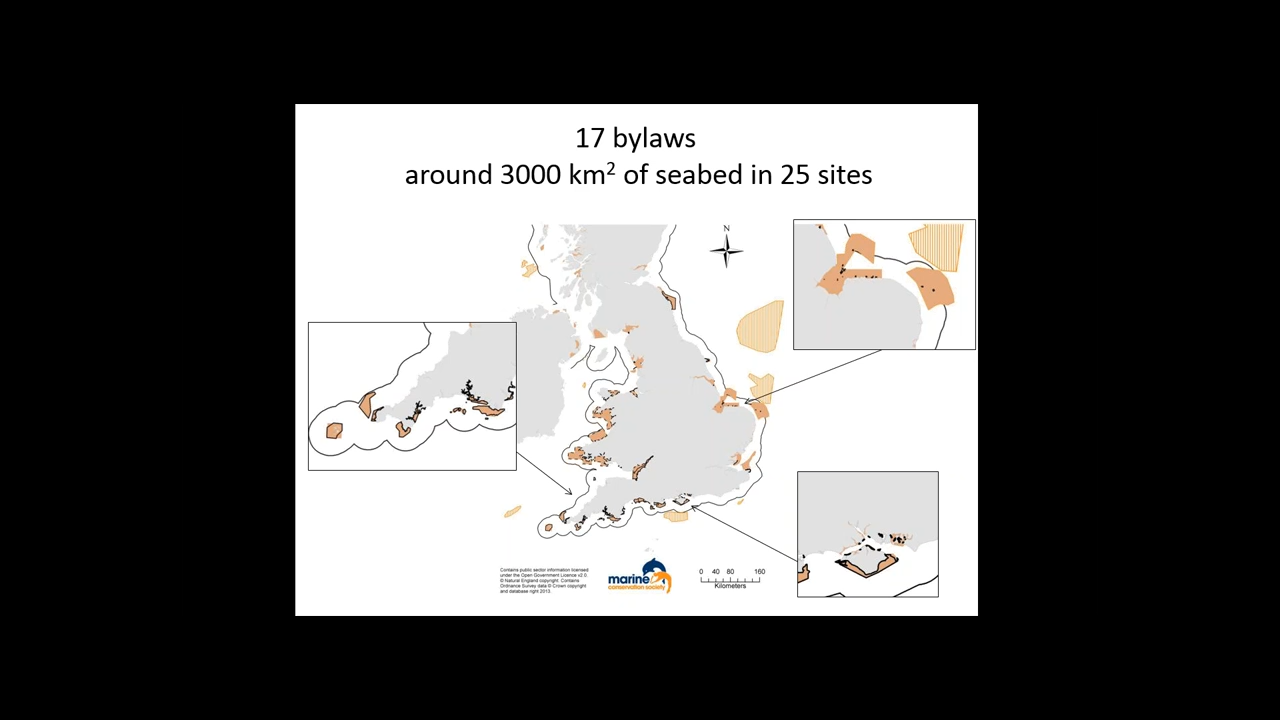 17 bylaws
around 3000 km² of seabed in 25 sites
N
Contains public sector information licensed
under the Open Government Licence v2.0.
© Natural England copyright. Contains
Ordnance Survey data © Crown copyright
and database right 2013.
marine
conservation society
0 40 80 160
Kilometers